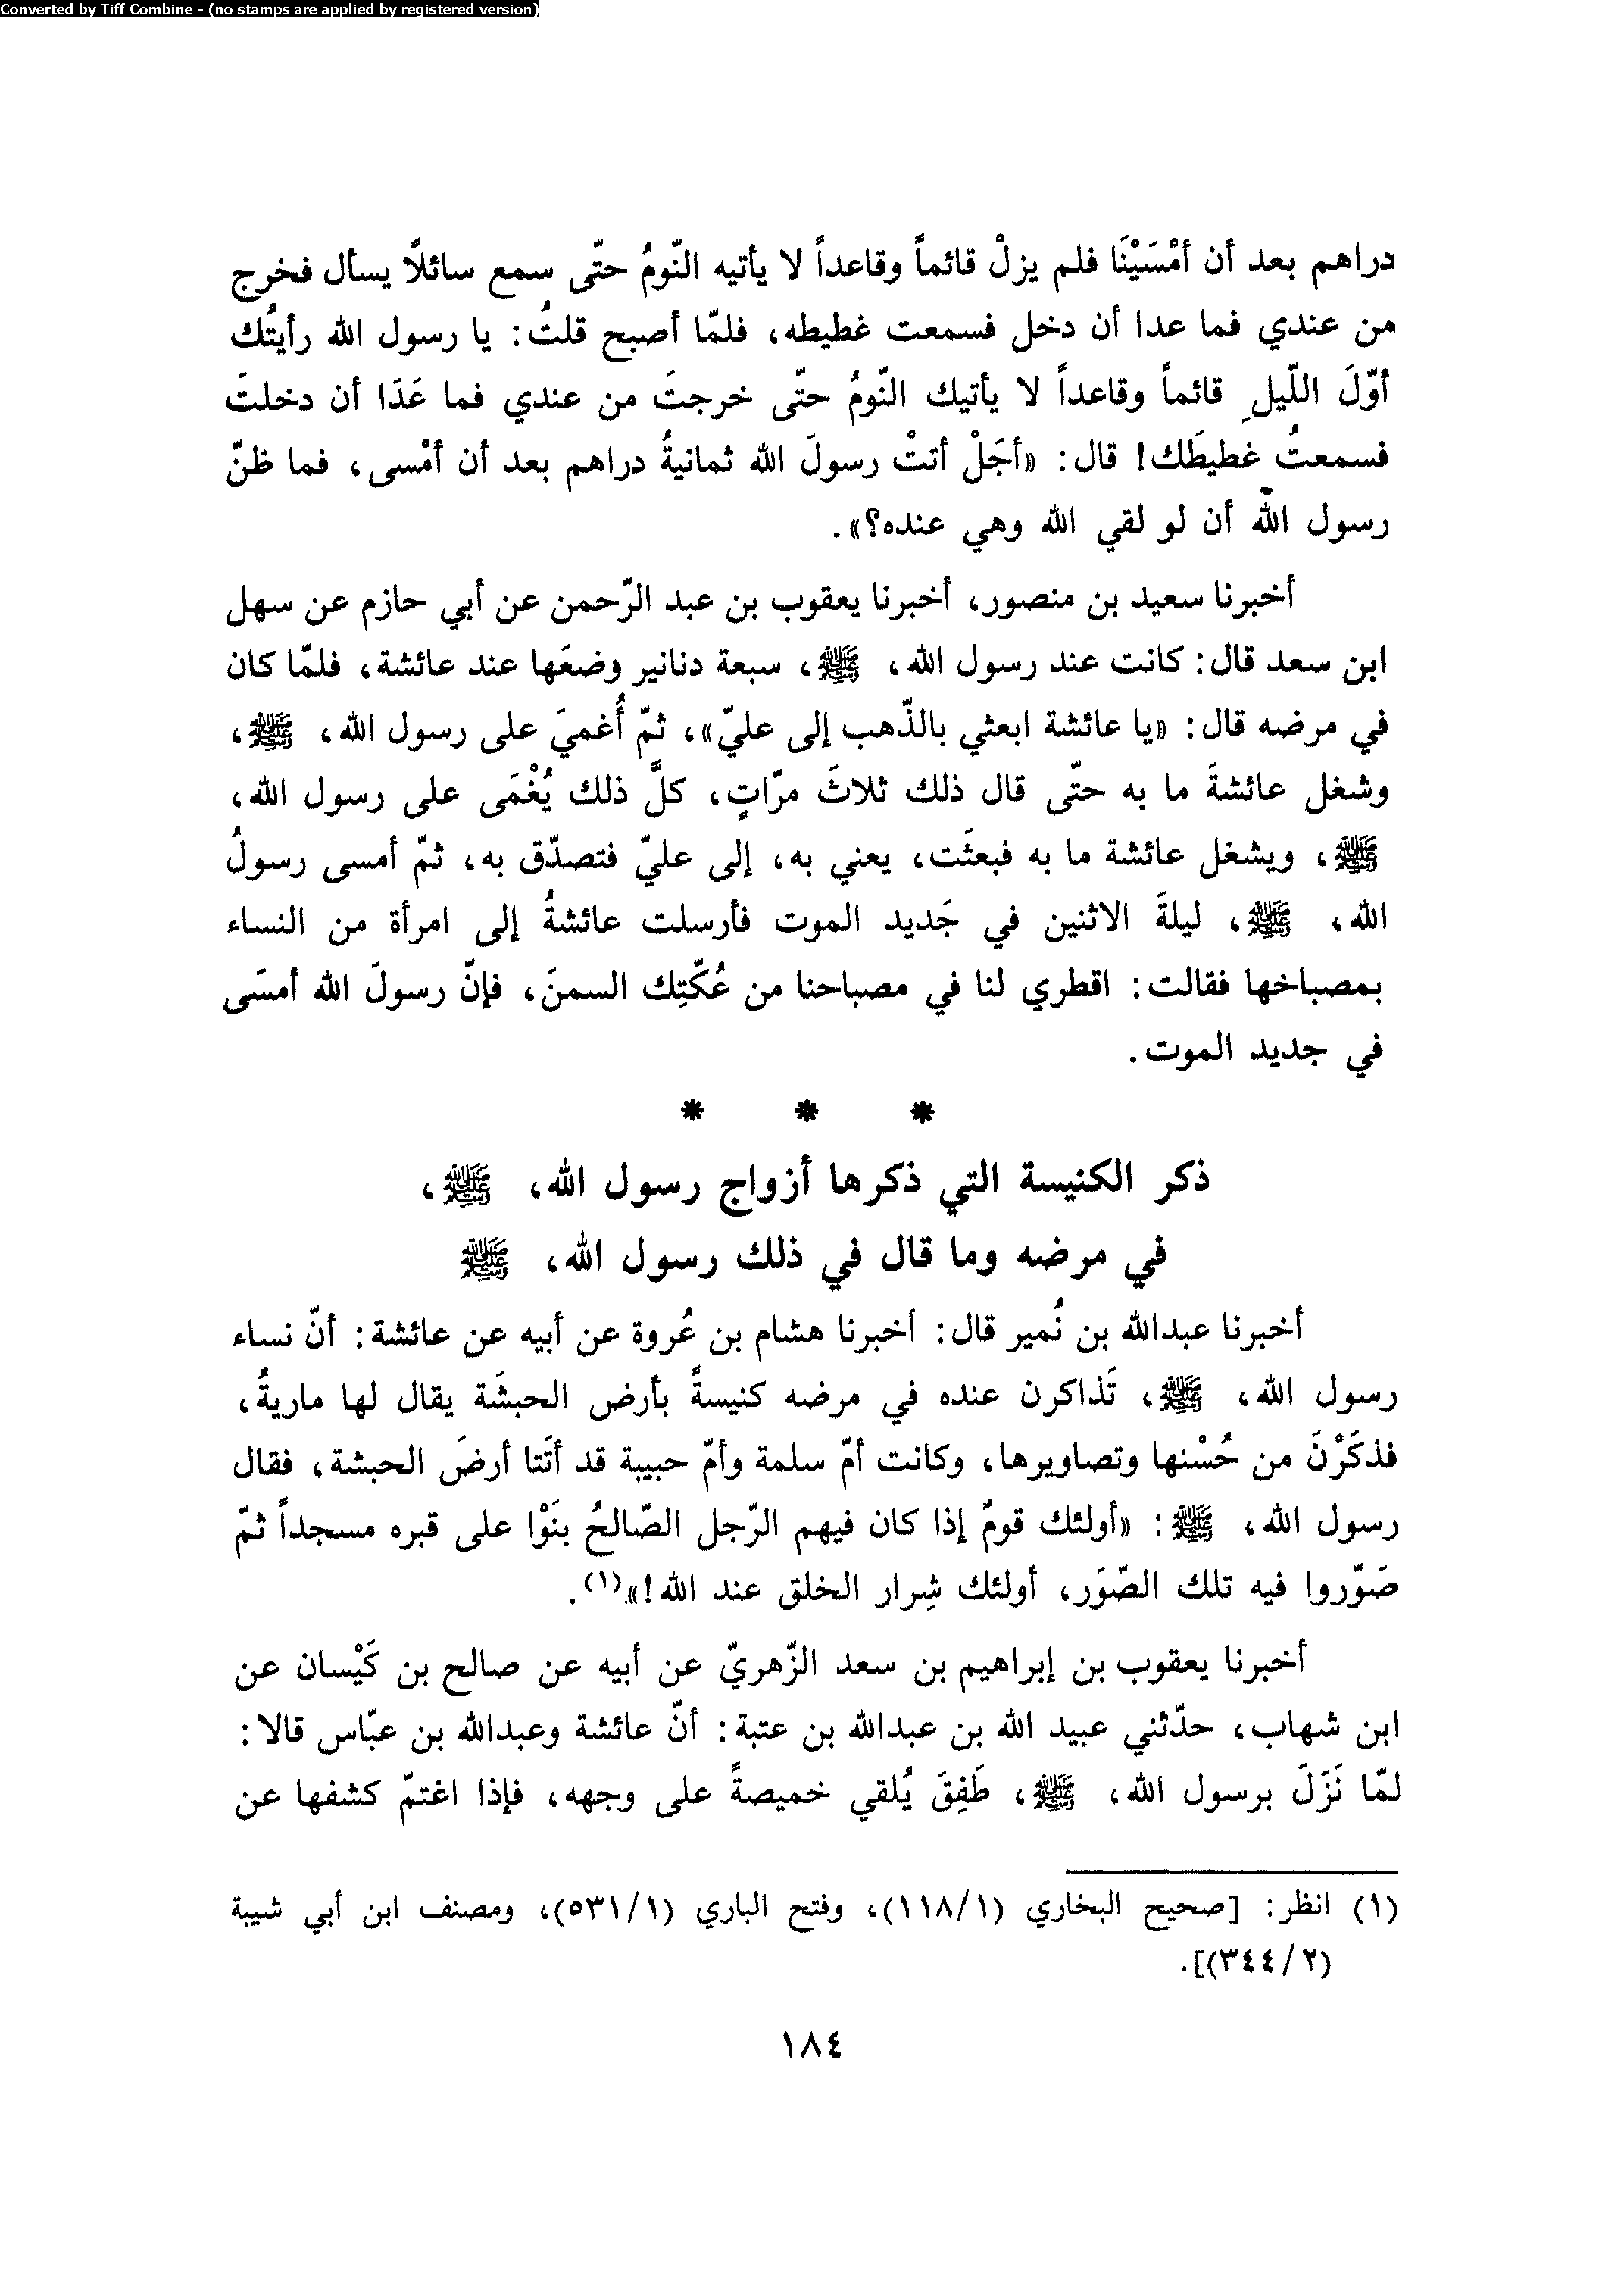 Converted by Tiff Combine - (no stamps are applied by registered version)
دراهم بعد أن أمْسَيْنَا فلم يزلْ قائماً وقاعداً لا يأتيه النّومُ حتّى سمع سائلاً يسأل فخرج
من عندي فما عدا أن دخل فسمعت غطيطه، فلمّا أصبح قلتُ: يا رسول الله رأيتُك
أوّلَ اللّيلِ قائماً وقاعداً لا يأتيك النّومُ حتّى خرجتَ من عندي فما عَدَا أن دخلتَ
فسمعتُ غطيطَك! قال: «أجَلْ أتتْ رسولَ الله ثمانيةُ دراهم بعد أن أمْسى، فما ظنّ
رسول الله أن لو لقي الله وهي عنده؟».
أخبرنا سعيد بن منصور، أخبرنا يعقوب بن عبد الرّحمن عن أبي حازم عن سهل
ابن سعد قال: كانت عند رسول الله، ﷺ، سبعة دنانير وضعَها عند عائشة، فلمّا كان
في مرضه قال: «يا عائشة ابعثي بالذّهب إلى عليّ»، ثمّ أُغميَ على رسول الله، ﷺ،
وشغل عائشةَ ما به حتّى قال ذلك ثلاثَ مرّاتٍ، كلَّ ذلك يُغْمَى على رسول الله،
ﷺ، ويشغل عائشة ما به فبعثَت، يعني به، إلى عليّ فتصدّق به، ثمّ أمسى رسولُ
الله، ﷺ، ليلةَ الاثنين في جَديد الموت فأرسلت عائشةُ إلى امرأة من النساء
بمصباخها فقالت: اقطري لنا في مصباحنا من عُكّتِك السمنَ، فإنّ رسولَ الله أمسَى
في جديد الموت.
* * *
ذكر الكنيسة التي ذكرها أزواج رسول الله، ﷺ،
في مرضه وما قال في ذلك رسول الله، ﷺ
أخبرنا عبدالله بن نُمير قال: أخبرنا هشام بن عُروة عن أبيه عن عائشة: أنّ نساء
رسول الله، ﷺ، تَذاكرن عنده في مرضه كنيسةً بأرض الحبشَة يقال لها ماريةُ،
فذكَرْنَ من حُسْنها وتصاويرها، وكانت أمّ سلمة وأمّ حبيبة قد أتَتا أرضَ الحبشة، فقال
رسول الله، ﷺ: «أولئك قومٌ إذا كان فيهم الرّجل الصّالحُ بنَوْا على قبره مسجداً ثمّ
صَوّروا فيه تلك الصّوَر، أولئك شِرار الخلق عند الله!»(١).
أخبرنا يعقوب بن إبراهيم بن سعد الزّهريّ عن أبيه عن صالح بن كَيْسان عن
ابن شهاب، حدّثني عبيد الله بن عبدالله بن عتبة: أنّ عائشة وعبدالله بن عبّاس قالا:
لمّا نَزَلَ برسول الله، ﷺ، طَفِقَ يُلقي خميصةً على وجهه، فإذا اغتمّ كشفها عن
(١) انظر: [صحيح البخاري (١١٨/١)، وفتح الباري (٥٣١/١)، ومصنف ابن أبي شيبة
(٣٤٤/٢)].
١٨٤